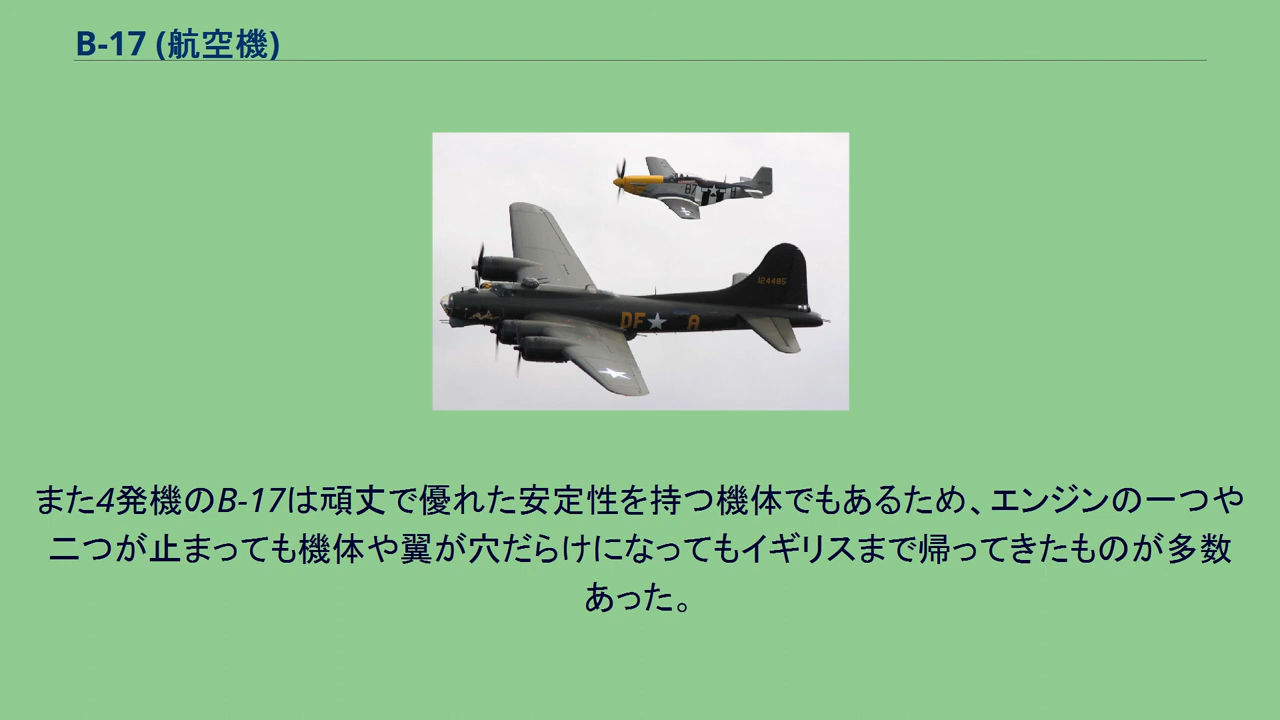 B-17 (航空機)
B7 H
124485
DF A
また4発機のB-17は頑丈で優れた安定性を持つ機体でもあるため、エンジンの一つや
二つが止まっても機体や翼が穴だらけになってもイギリスまで帰ってきたものが多数
あった。